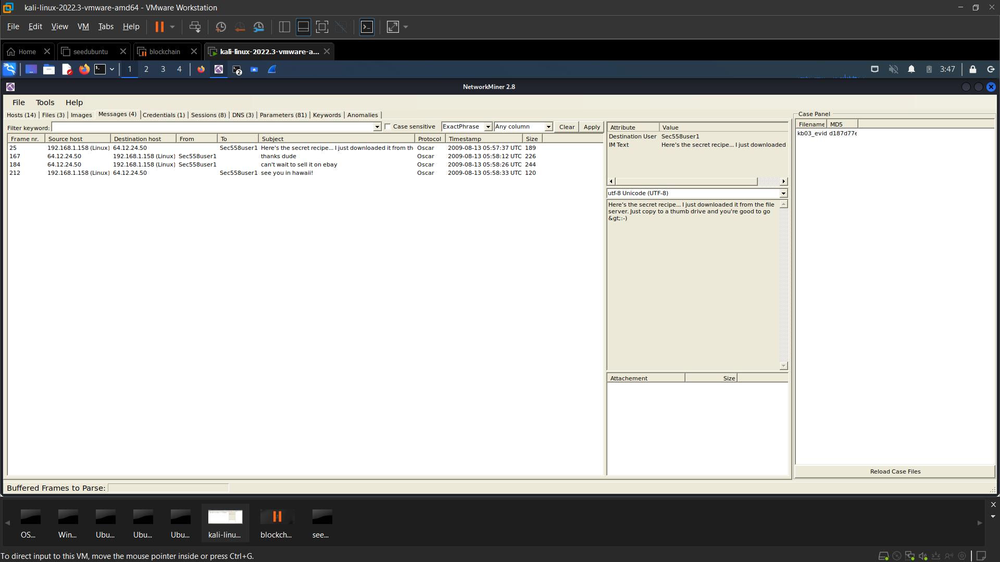 kali-linux-2022.3-vmware-amd64 - VMware Workstation
File Edit View VM Tabs Help
Home seedubuntu blockchain kali-linux-2022.3-vmware-a...
1 2 3 4 2 3:47
NetworkMiner 2.8
File Tools Help
Hosts (14) Files (3) Images Messages (4) Credentials (1) Sessions (8) DNS (3) Parameters (81) Keywords Anomalies
Filter keyword: Case sensitive ExactPhrase Any column Clear Apply
Frame nr. Source host Destination host From To Subject Protocol Timestamp Size
25 192.168.1.158 (Linux) 64.12.24.50 Sec558user1 Here's the secret recipe... I just downloaded it from th Oscar 2009-08-13 05:57:37 UTC 189
167 64.12.24.50 192.168.1.158 (Linux) Sec558user1 thanks dude Oscar 2009-08-13 05:58:12 UTC 226
184 64.12.24.50 192.168.1.158 (Linux) Sec558user1 can't wait to sell it on ebay Oscar 2009-08-13 05:58:26 UTC 244
212 192.168.1.158 (Linux) 64.12.24.50 Sec558user1 see you in hawaii! Oscar 2009-08-13 05:58:33 UTC 120
Attribute Value
Destination User Sec558user1
IM Text Here's the secret recipe... I just downloaded
utf-8 Unicode (UTF-8)
Here's the secret recipe... I just downloaded it from the file
server. Just copy to a thumb drive and you're good to go
&gt;:-)
Attachement Size
Case Panel
Filename MD5
kb03_evid d187d77e
Reload Case Files
Buffered Frames to Parse:
OS... Win... Ubu... Ubu... Ubu... kali-linu... blockch... see...
To direct input to this VM, move the mouse pointer inside or press Ctrl+G.